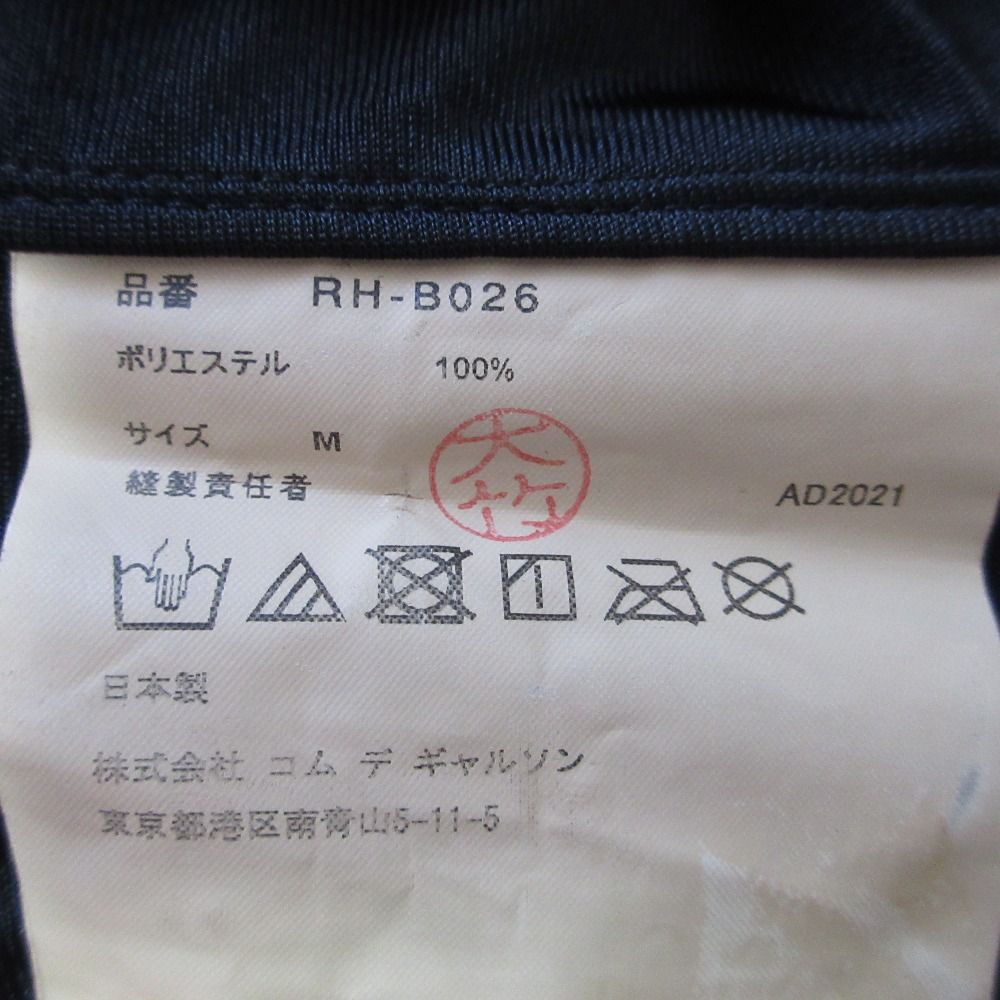 品番 RH-B026
ポリエステル 100%
サイズ M
縫製責任者 大竹 AD2021
日本製
株式会社 コム デ ギャルソン
東京都港区南青山5-11-5